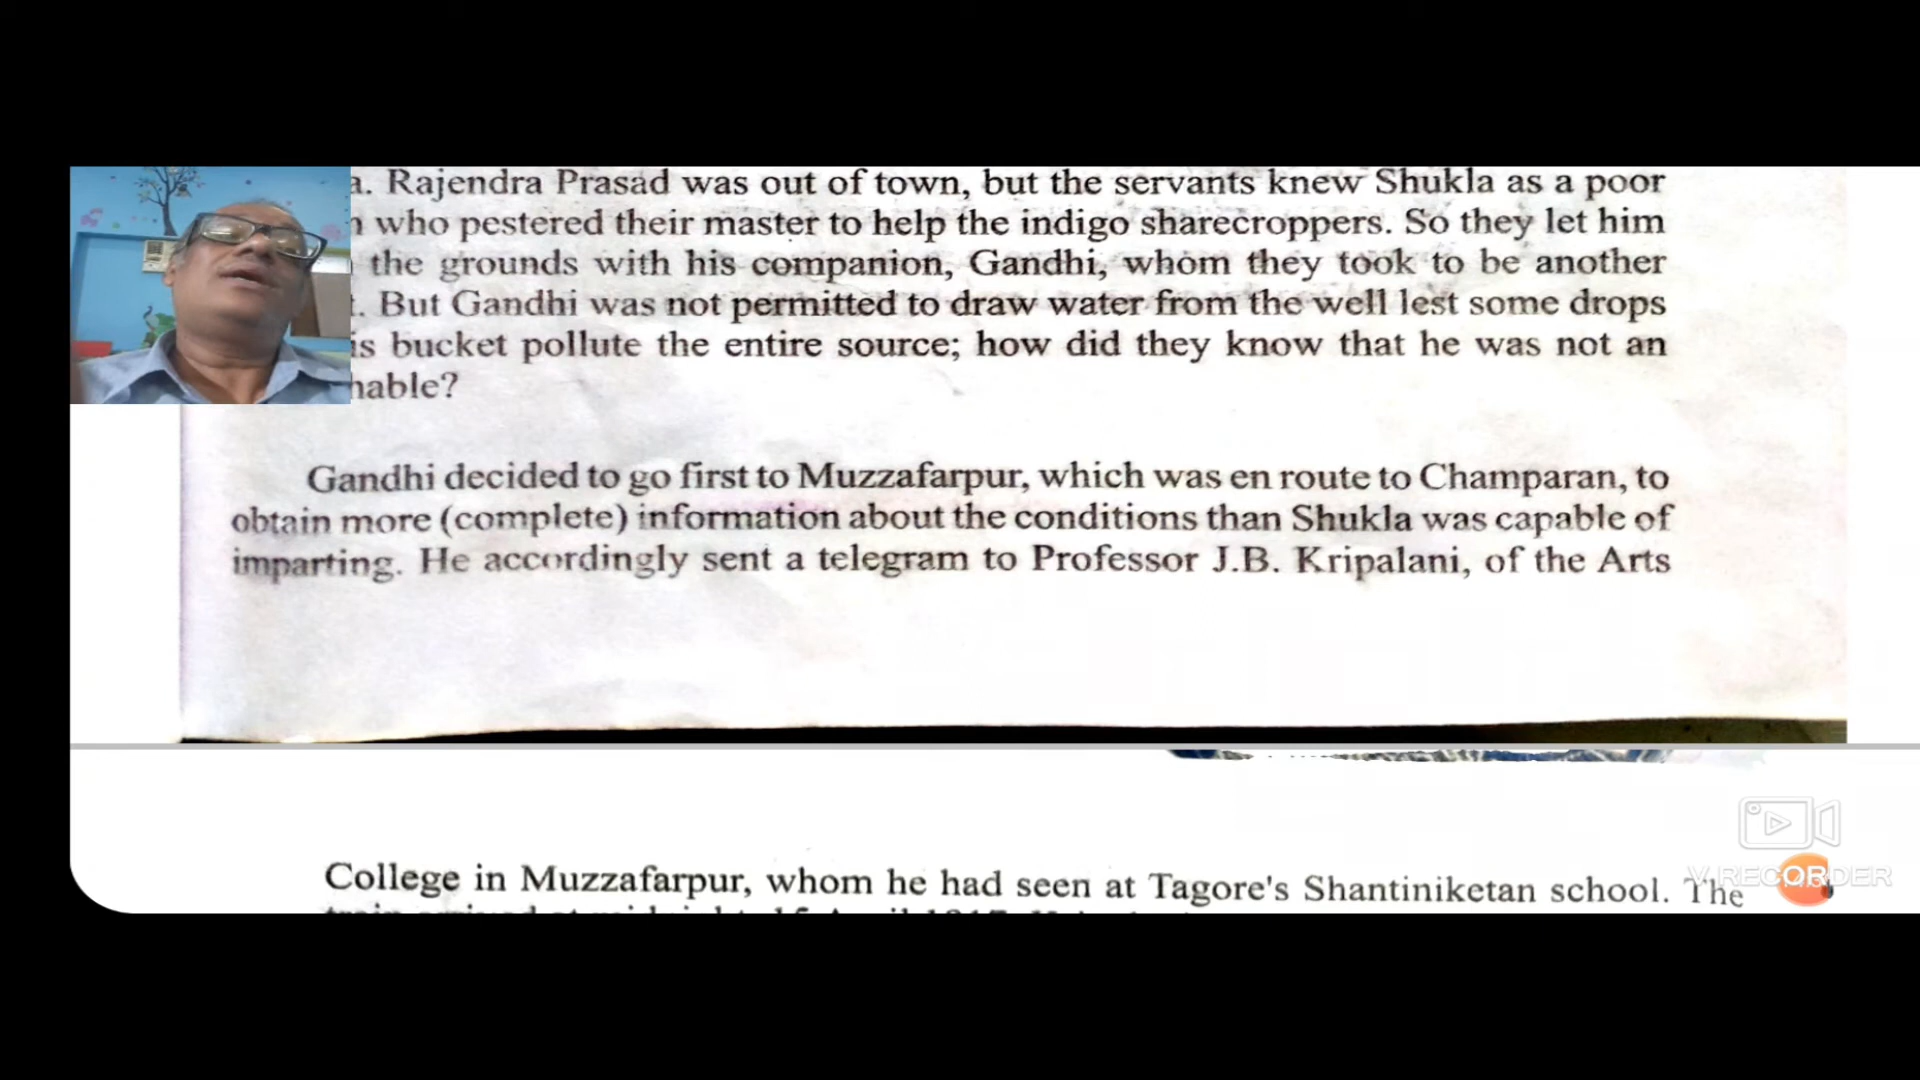 a. Rajendra Prasad was out of town, but the servants knew Shukla as a poor
who pestered their master to help the indigo sharecroppers. So they let him
the grounds with his companion, Gandhi, whom they took to be another
. But Gandhi was not permitted to draw water from the well lest some drops
is bucket pollute the entire source; how did they know that he was not an
hable?
Gandhi decided to go first to Muzzafarpur, which was en route to Champaran, to
obtain more (complete) information about the conditions than Shukla was capable of
imparting. He accordingly sent a telegram to Professor J.B. Kripalani, of the Arts
College in Muzzafarpur, whom he had seen at Tagore's Shantiniketan school. The
V.RECORDER